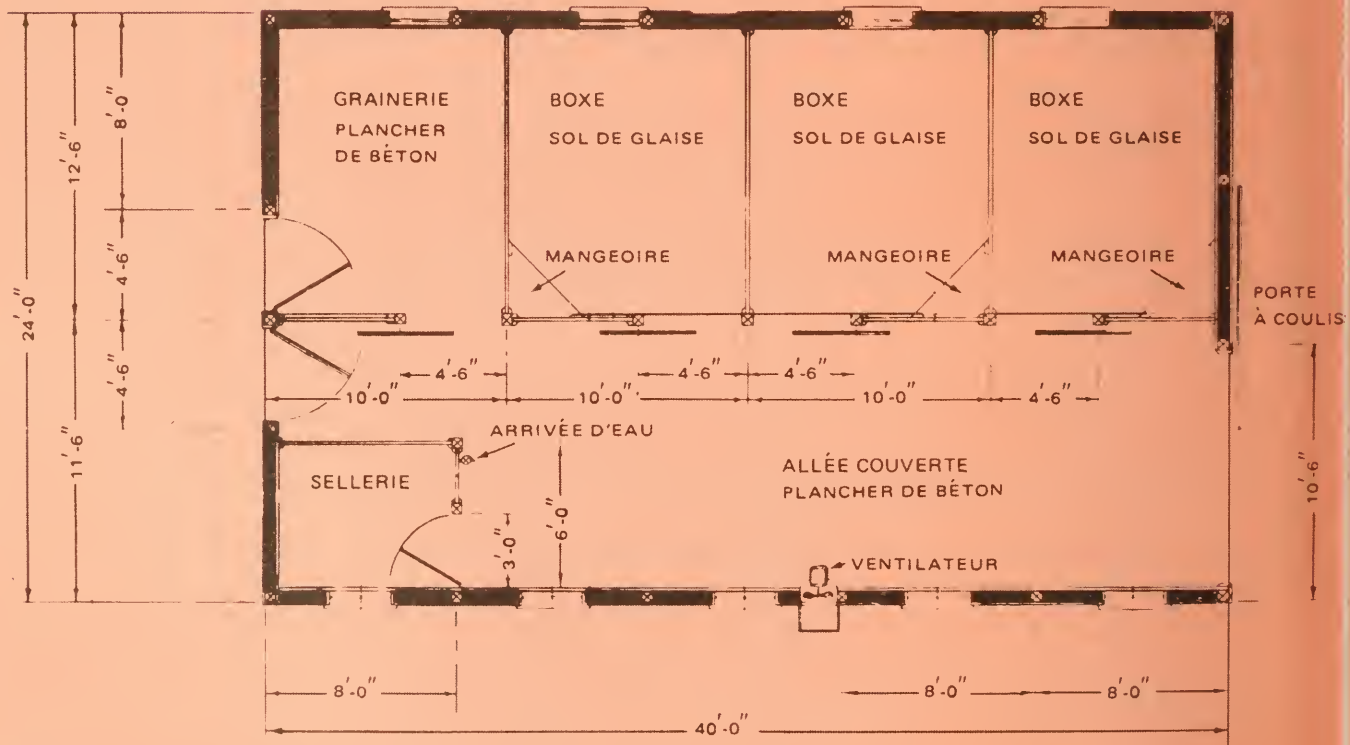 GRAINERIE
PLANCHER
DE BÉTON
BOXE
SOL DE GLAISE
BOXE
SOL DE GLAISE
BOXE
SOL DE GLAISE
MANGEOIRE
MANGEOIRE
MANGEOIRE
PORTE
À COULIS
24'-0"
12'-6"
11'-6"
8'-0"
4'-6"
4'-6"
4'-6"
4'-6"
4'-6"
10'-0"
10'-0"
10'-0"
4'-6"
ARRIVÉE D'EAU
SELLERIE
ALLÉE COUVERTE
PLANCHER DE BÉTON
10'-6"
6'-0"
3'-0"
VENTILATEUR
8'-0"
8'-0"
8'-0"
40'-0"